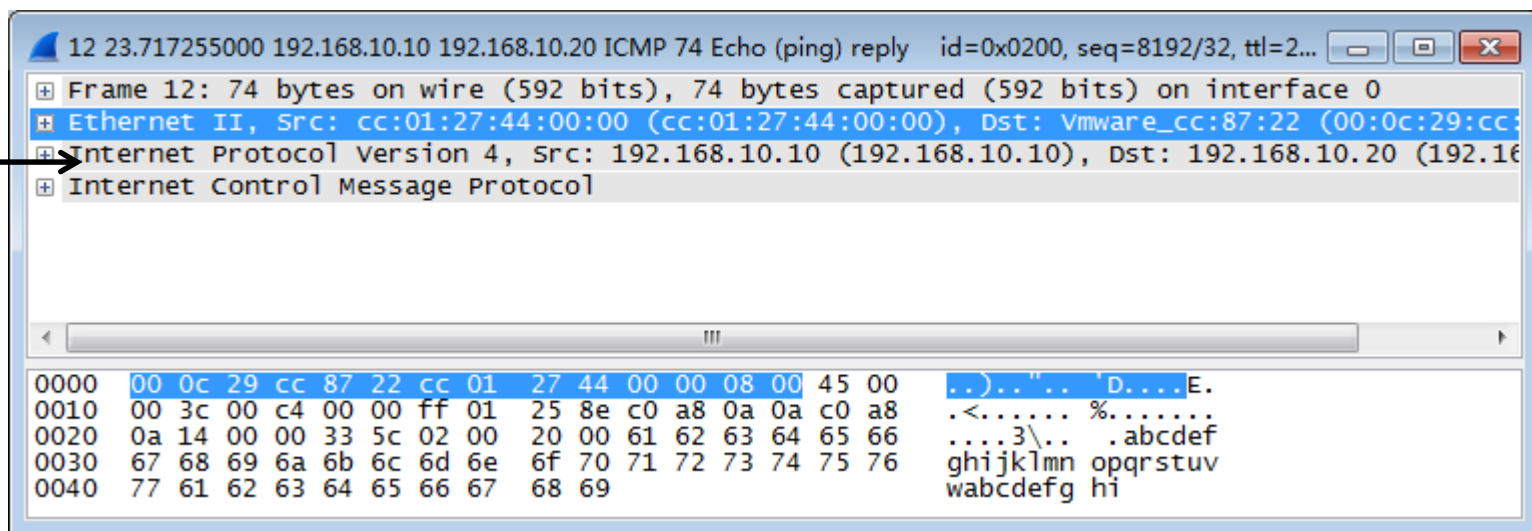 12 23.717255000 192.168.10.10 192.168.10.20 ICMP 74 Echo (ping) reply id=0x0200, seq=8192/32, ttl=2...
Frame 12: 74 bytes on wire (592 bits), 74 bytes captured (592 bits) on interface 0
Ethernet II, Src: cc:01:27:44:00:00 (cc:01:27:44:00:00), Dst: Vmware_cc:87:22 (00:0c:29:cc:
Internet Protocol Version 4, Src: 192.168.10.10 (192.168.10.10), Dst: 192.168.10.20 (192.16
Internet Control Message Protocol
0000 00 0c 29 cc 87 22 cc 01 27 44 00 00 08 00 45 00 ..)..".. 'D....E.
0010 00 3c 00 c4 00 00 ff 01 25 8e c0 a8 0a 0a c0 a8 .<...... %.......
0020 0a 14 00 00 33 5c 02 00 20 00 61 62 63 64 65 66 ....3\.. .abcdef
0030 67 68 69 6a 6b 6c 6d 6e 6f 70 71 72 73 74 75 76 ghijklmn opqrstuv
0040 77 61 62 63 64 65 66 67 68 69 wabcdefg hi